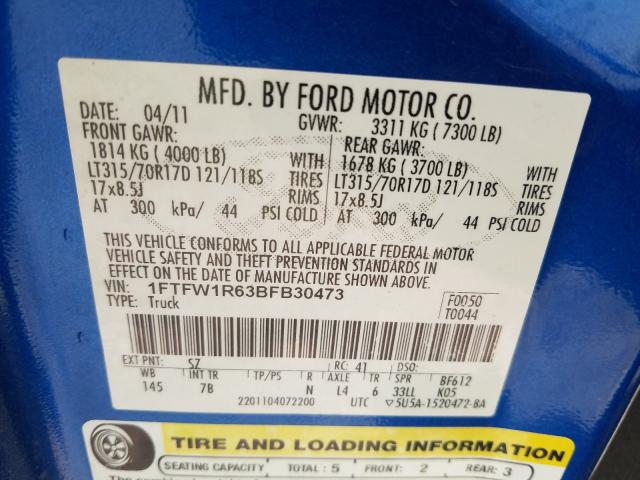 MFD. BY FORD MOTOR CO.
DATE: 04/11 GVWR: 3311 KG ( 7300 LB)
FRONT GAWR: REAR GAWR:
1814 KG ( 4000 LB) WITH 1678 KG ( 3700 LB) WITH
LT315/70R17D 121/118S TIRES LT315/70R17D 121/118S TIRES
17x8.5J RIMS 17x8.5J RIMS
AT 300 kPa/ 44 PSI COLD AT 300 kPa/ 44 PSI COLD
THIS VEHICLE CONFORMS TO ALL APPLICABLE FEDERAL MOTOR
VEHICLE SAFETY AND THEFT PREVENTION STANDARDS IN
EFFECT ON THE DATE OF MANUFACTURE SHOWN ABOVE.
VIN: 1FTFW1R63BFB30473 F0050
TYPE: Truck T0044
EXT PNT: SZ RC: 41 DSO:
WB INT TR TP/PS R AXLE TR SPR BF612
145 7B N L4 6 33LL K05
2201104072200 UTC ▽5U5A-1520472-BA
TIRE AND LOADING INFORMATION
SEATING CAPACITY TOTAL : 5 FRONT: 2 REAR: 3